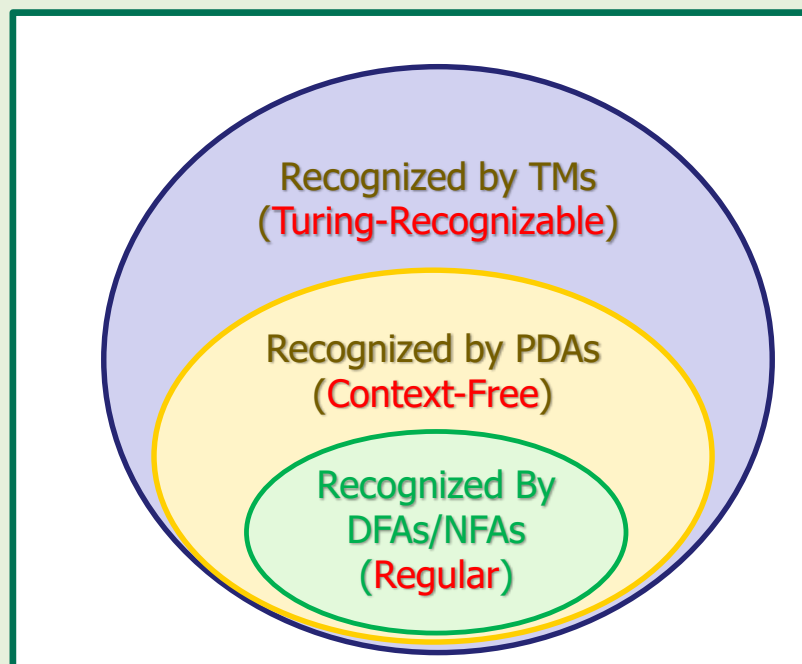 Recognized by TMs
(Turing-Recognizable)
Recognized by PDAs
(Context-Free)
Recognized By
DFAs/NFAs
(Regular)